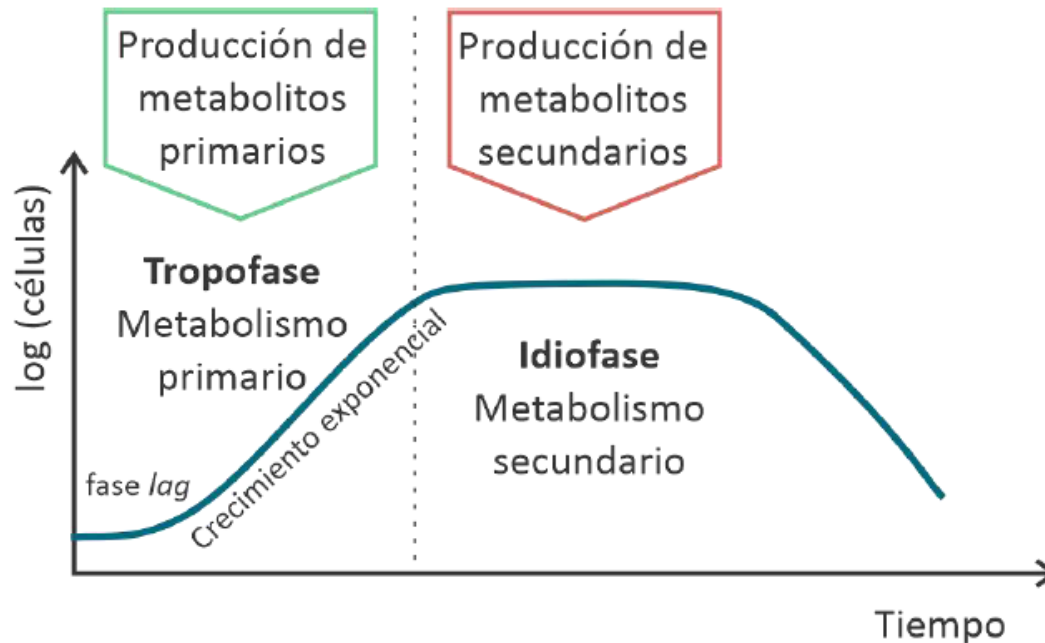 Producción de
metabolitos
primarios
Producción de
metabolitos
secundarios
log (células)
Tropofase
Metabolismo
primario
fase lag
Crecimiento exponencial
Idiofase
Metabolismo
secundario
Tiempo